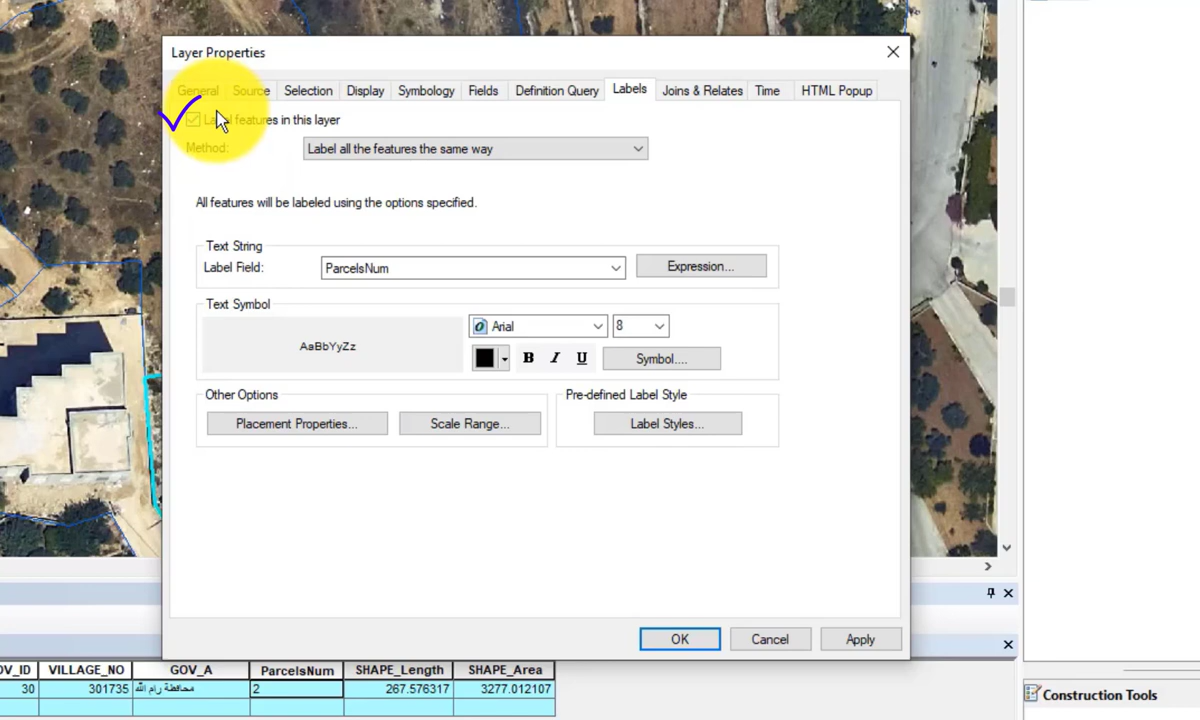 Layer Properties
General Source Selection Display Symbology Fields Definition Query Labels Joins & Relates Time HTML Popup
Label features in this layer
Method: Label all the features the same way
All features will be labeled using the options specified.
Text String
Label Field: ParcelsNum Expression...
Text Symbol
AaBbYyZz Arial 8
B I U Symbol....
Other Options Pre-defined Label Style
Placement Properties... Scale Range... Label Styles...
OK Cancel Apply
OV_ID VILLAGE_NO GOV_A ParcelsNum SHAPE_Length SHAPE_Area
30 301735 محافظة رام الله 2 267.576317 3277.012107
Construction Tools